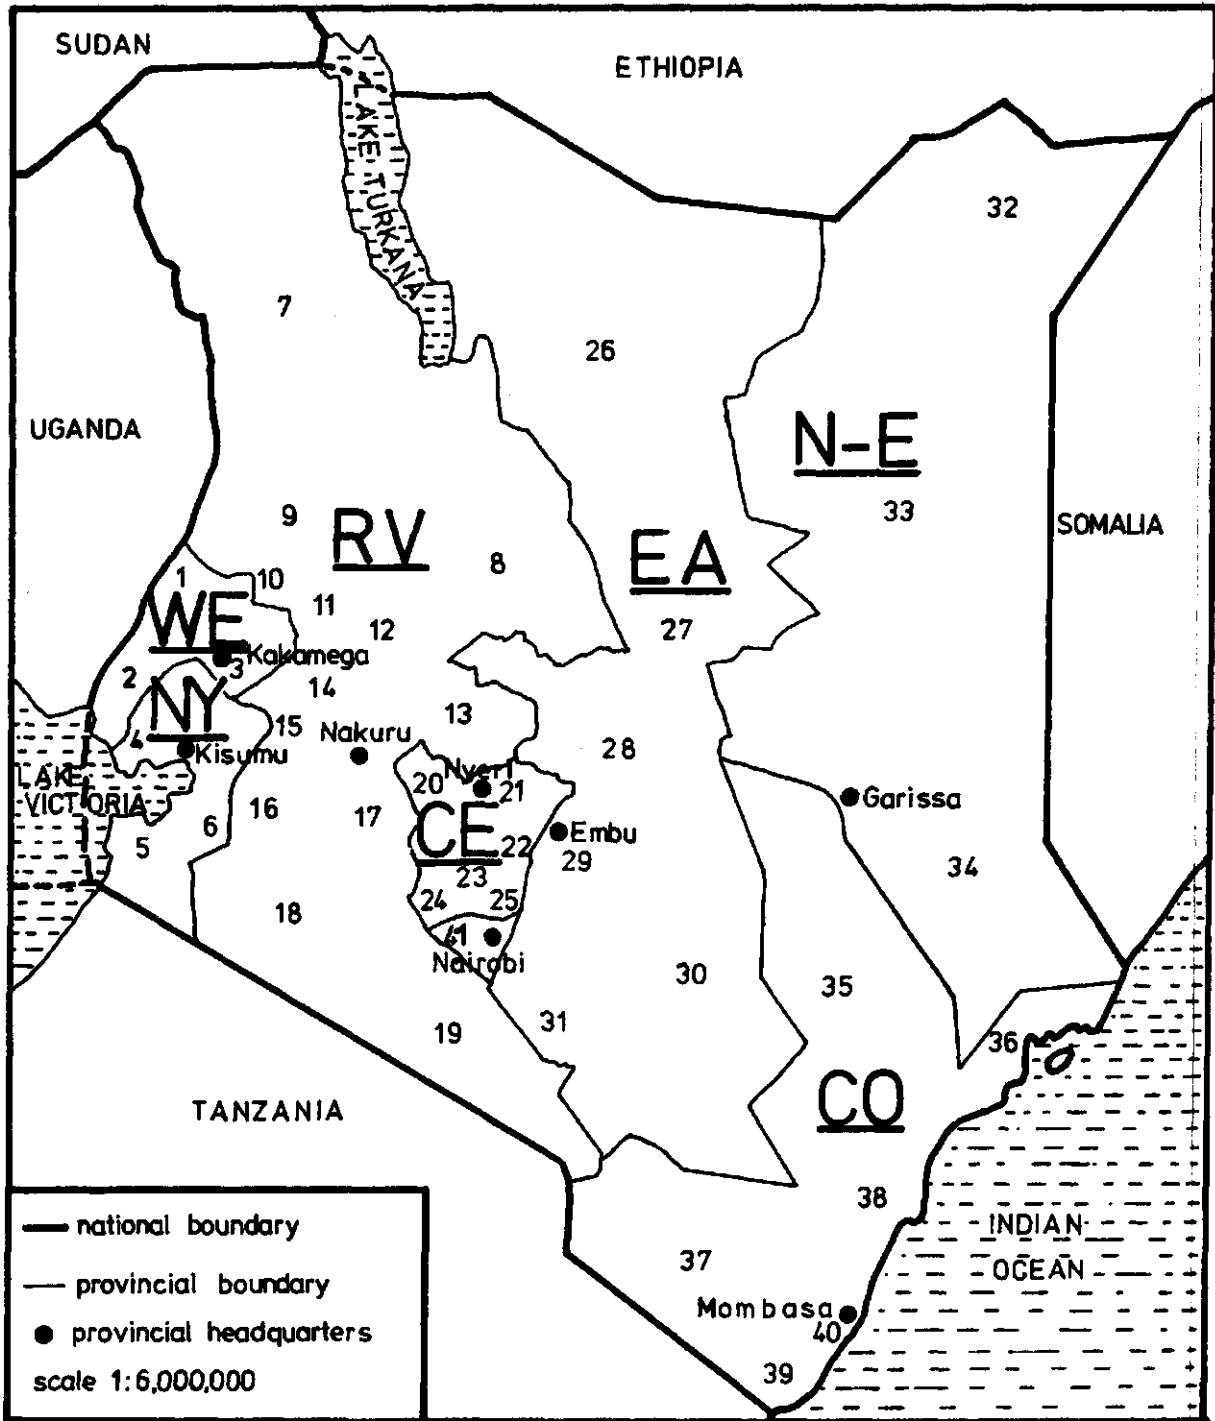 SUDAN
ETHIOPIA
LAKE TURKANA
32
7
26
UGANDA
N-E
33
SOMALIA
9
RV
8
EA
1
10
11
WE
12
27
Kakamega
3
2
14
NY
13
15
Nakuru
28
4
Kisumu
LAKE
VICTORIA
20
Nyeri
21
Garissa
16
17
CE
22
Embu
5
6
29
23
34
24
25
18
41
Nairobi
30
35
19
31
36
TANZANIA
CO
38
INDIAN
OCEAN
37
Mombasa
40
39
national boundary
provincial boundary
provincial headquarters
scale 1:6,000,000